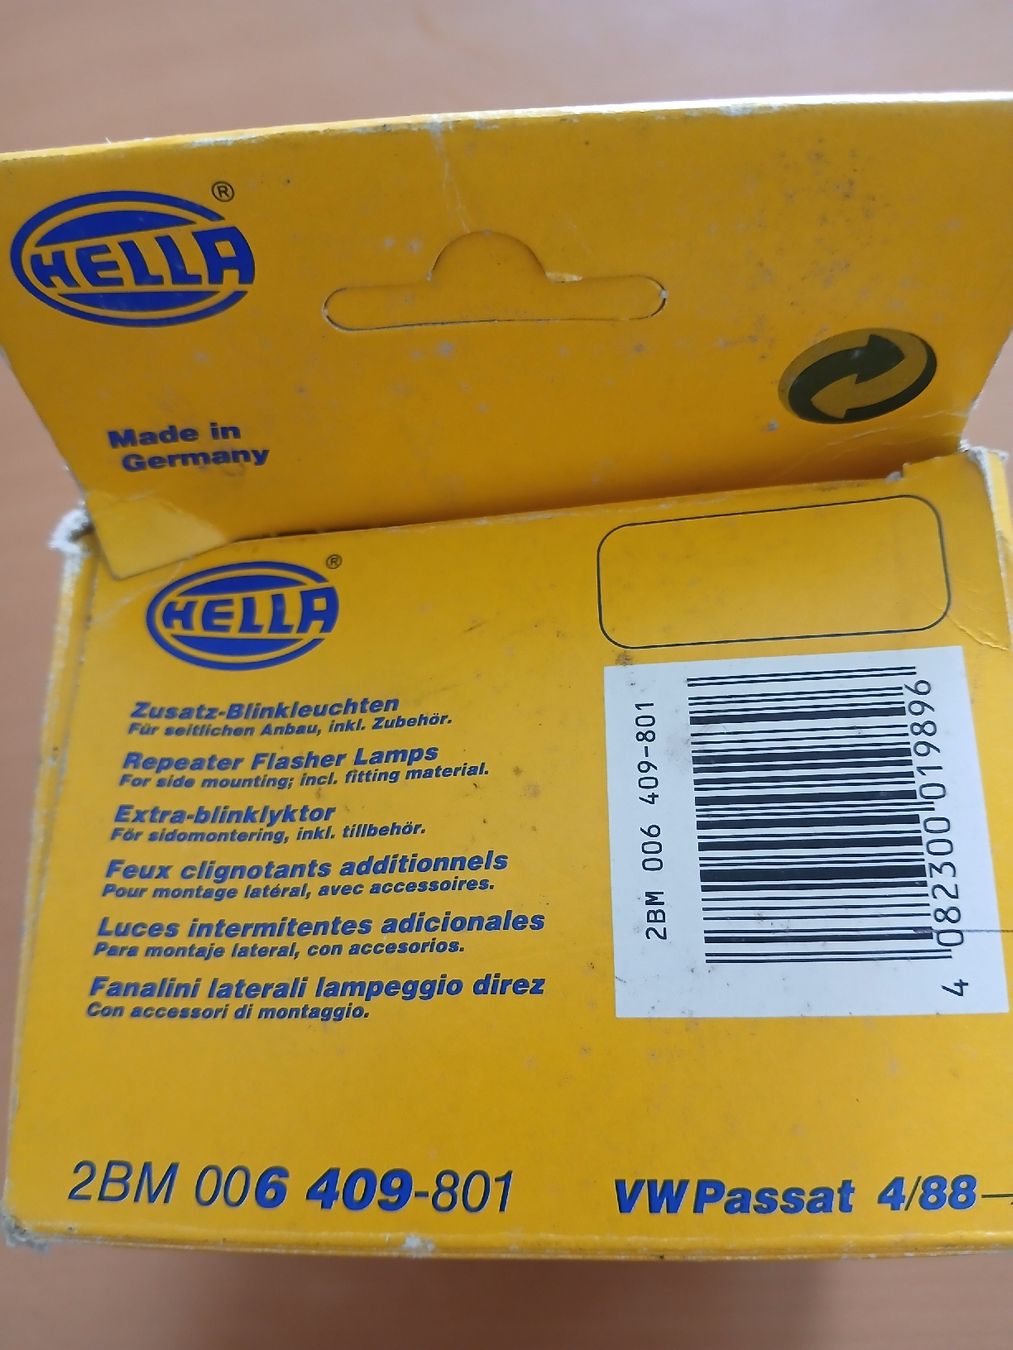 HELLA®
Made in
Germany
HELLA®
Zusatz-Blinkleuchten
Für seitlichen Anbau, inkl. Zubehör.
Repeater Flasher Lamps
For side mounting; incl. fitting material.
Extra-blinklyktor
För sidomontering, inkl. tillbehör.
Feux clignotants additionnels
Pour montage latéral, avec accessoires.
Luces intermitentes adicionales
Para montaje lateral, con accesorios.
Fanalini laterali lampeggio direz
Con accessori di montaggio.
2BM 006 409-801
4 082300 019896
2BM 006 409-801
VW Passat 4/88